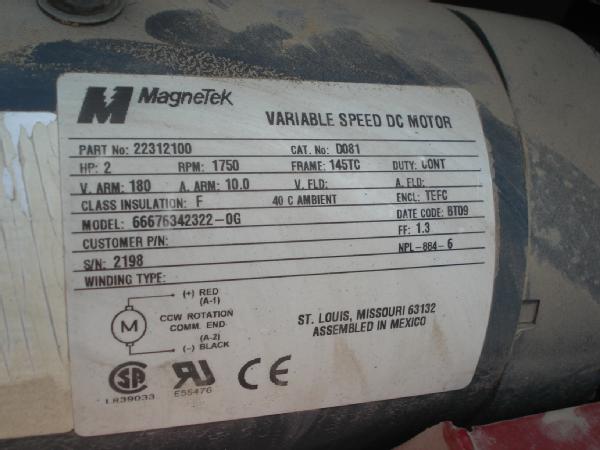 MagneTek
VARIABLE SPEED DC MOTOR
PART No: 22312100 CAT. No: D081
HP: 2 RPM: 1750 FRAME: 145TC DUTY: CONT
V. ARM: 180 A. ARM: 10.0 V. FLD: A. FLD:
CLASS INSULATION: F 40 C AMBIENT ENCL: TEFC
MODEL: 66676342322-0G DATE CODE: BTD9
CUSTOMER P/N: FF: 1.3
S/N: 2198 NPL-884-6
WINDING TYPE:
(+) RED
(A-1)
M
CCW ROTATION
COMM. END
(A-2)
(-) BLACK
ST. LOUIS, MISSOURI 63132
ASSEMBLED IN MEXICO
LR39033
E55476
CE